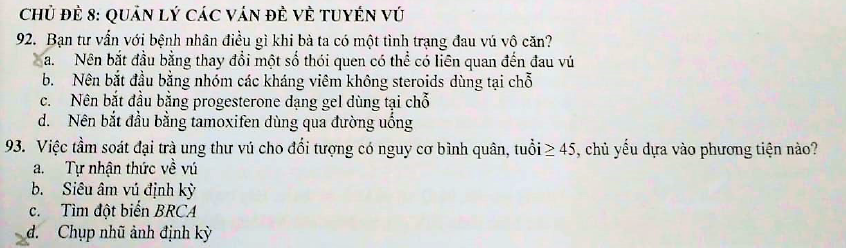 CHỦ ĐỀ 8: QUẢN LÝ CÁC VẤN ĐỀ VỀ TUYẾN VÚ
92. Bạn tư vấn với bệnh nhân điều gì khi bà ta có một tình trạng đau vú vô căn?
a. Nên bắt đầu bằng thay đổi một số thói quen có thể có liên quan đến đau vú
b. Nên bắt đầu bằng nhóm các kháng viêm không steroids dùng tại chỗ
c. Nên bắt đầu bằng progesterone dạng gel dùng tại chỗ
d. Nên bắt đầu bằng tamoxifen dùng qua đường uống
93. Việc tầm soát đại trà ung thư vú cho đối tượng có nguy cơ bình quân, tuổi ≥ 45, chủ yếu dựa vào phương tiện nào?
a. Tự nhận thức về vú
b. Siêu âm vú định kỳ
c. Tìm đột biến BRCA
d. Chụp nhũ ảnh định kỳ